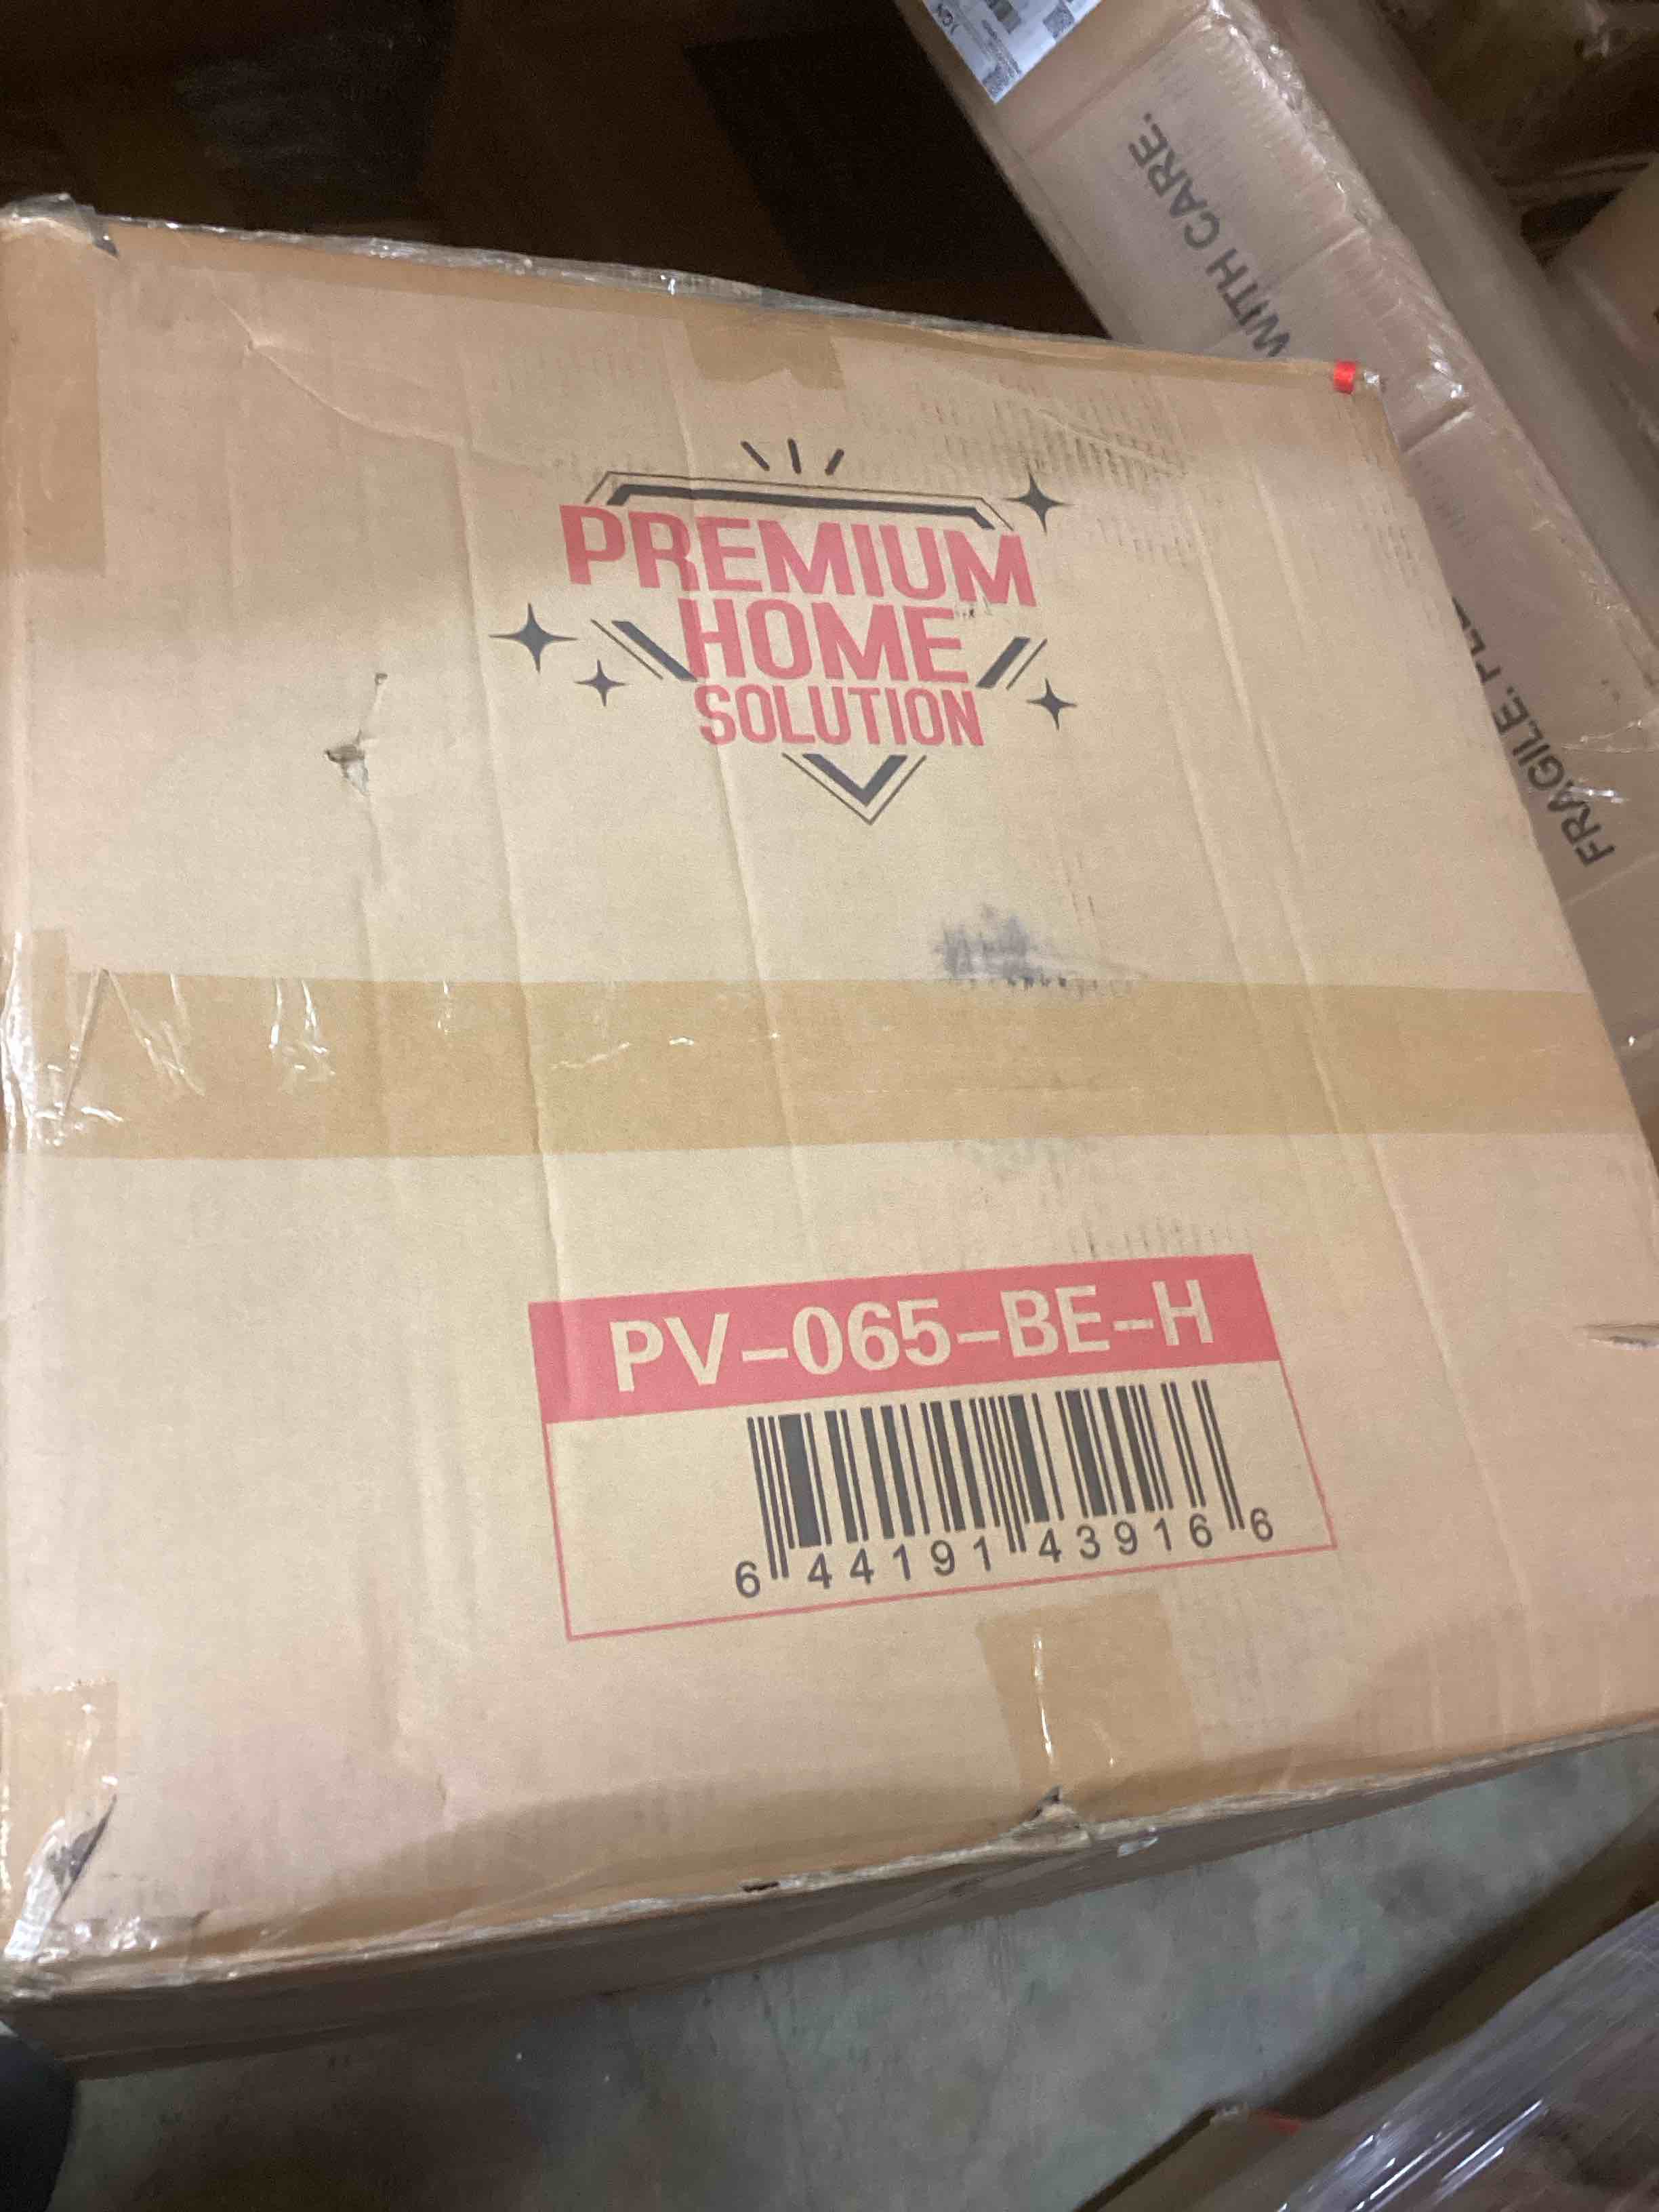 PREMIUM
HOME
SOLUTION
PV-065-BE-H
6 44191 43916 6
WITH CARE.
FRAGILE.